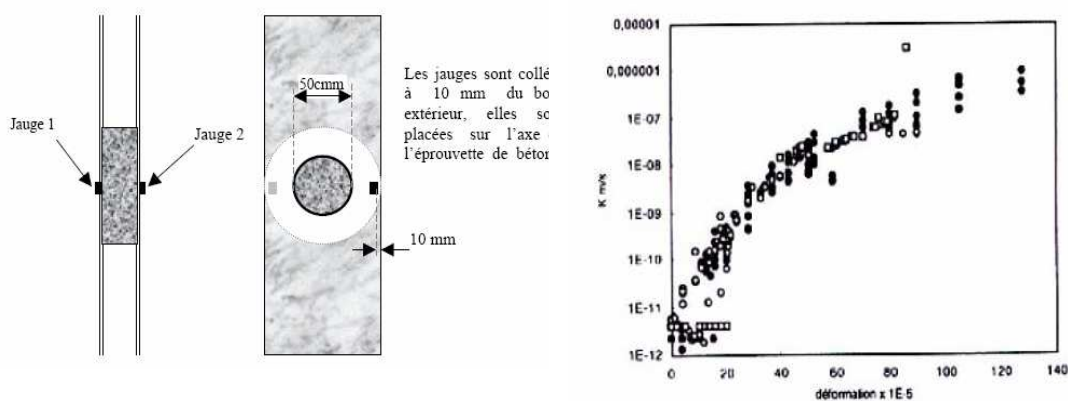 Jauge 1
Jauge 2
50cmm
10 mm
Les jauges sont collé
à 10 mm du bo
extérieur, elles so
placées sur l'axe
l'éprouvette de béton
K m/s
0,00001
0,000001
1E-07
1E-08
1E-09
1E-10
1E-11
1E-12
0 20 40 60 80 100 120 140
déformation x 1E-5